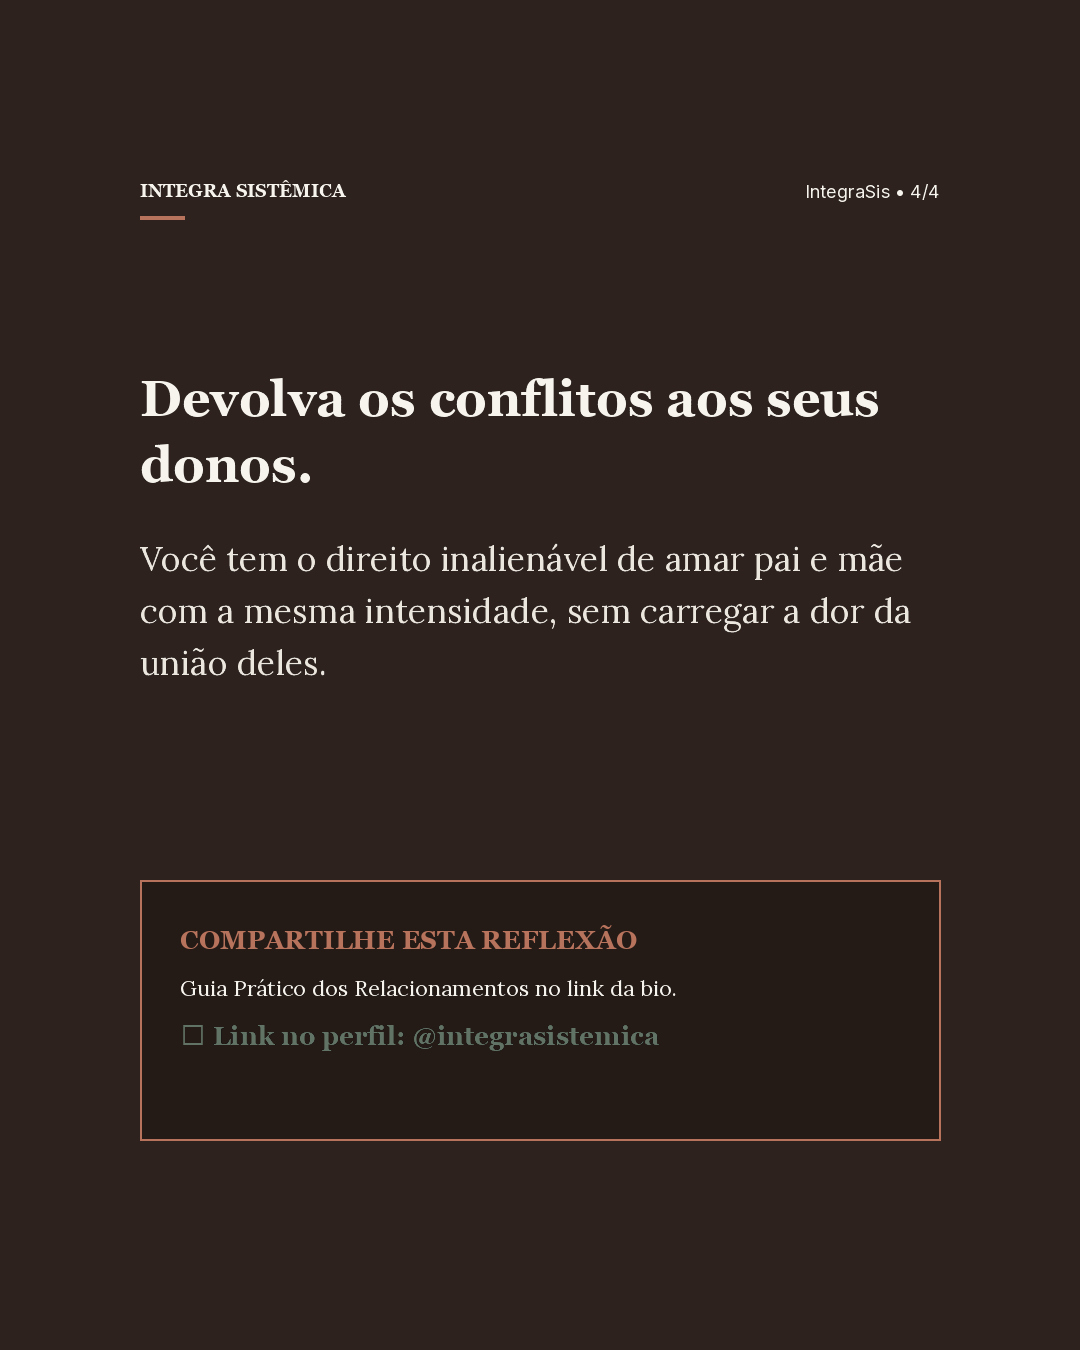 INTEGRA SISTÊMICA
IntegraSis • 4/4
Devolva os conflitos aos seus
donos.
Você tem o direito inalienável de amar pai e mãe
com a mesma intensidade, sem carregar a dor da
união deles.
COMPARTILHE ESTA REFLEXÃO
Guia Prático dos Relacionamentos no link da bio.
☐ Link no perfil: @integrasistemica